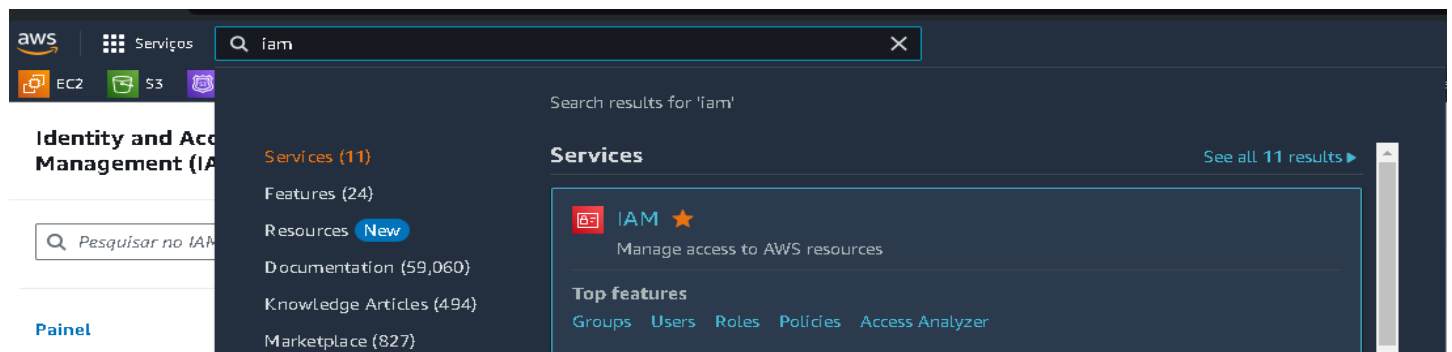 aws Serviços iam
EC2 S3
Search results for 'iam'
Identity and Acc
Management (IA
Pesquisar no IAM
Painel
Services (11)
Features (24)
Resources New
Documentation (59,060)
Knowledge Articles (494)
Marketplace (827)
Services See all 11 results
IAM
Manage access to AWS resources
Top features
Groups Users Roles Policies Access Analyzer